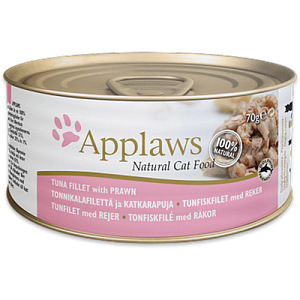 70g e
Applaws
100%
NATURAL
Natural Cat Food
TUNA FILLET with PRAWN
TONNIKALAFILETTÄ ja KATKARAPUJA · TUNFISKFILET med REKER
TUNFILET med REJER · TONFISKFILÉ med RÄKOR